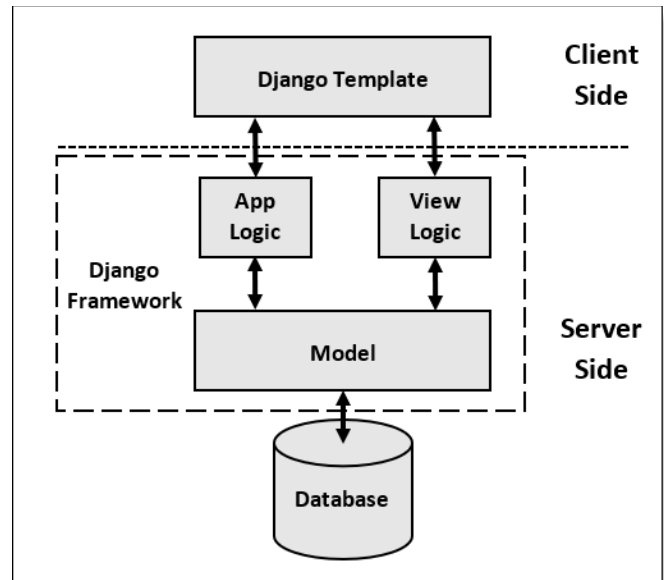 Django Template
Client
Side
App
Logic
View
Logic
Django
Framework
Model
Server
Side
Database